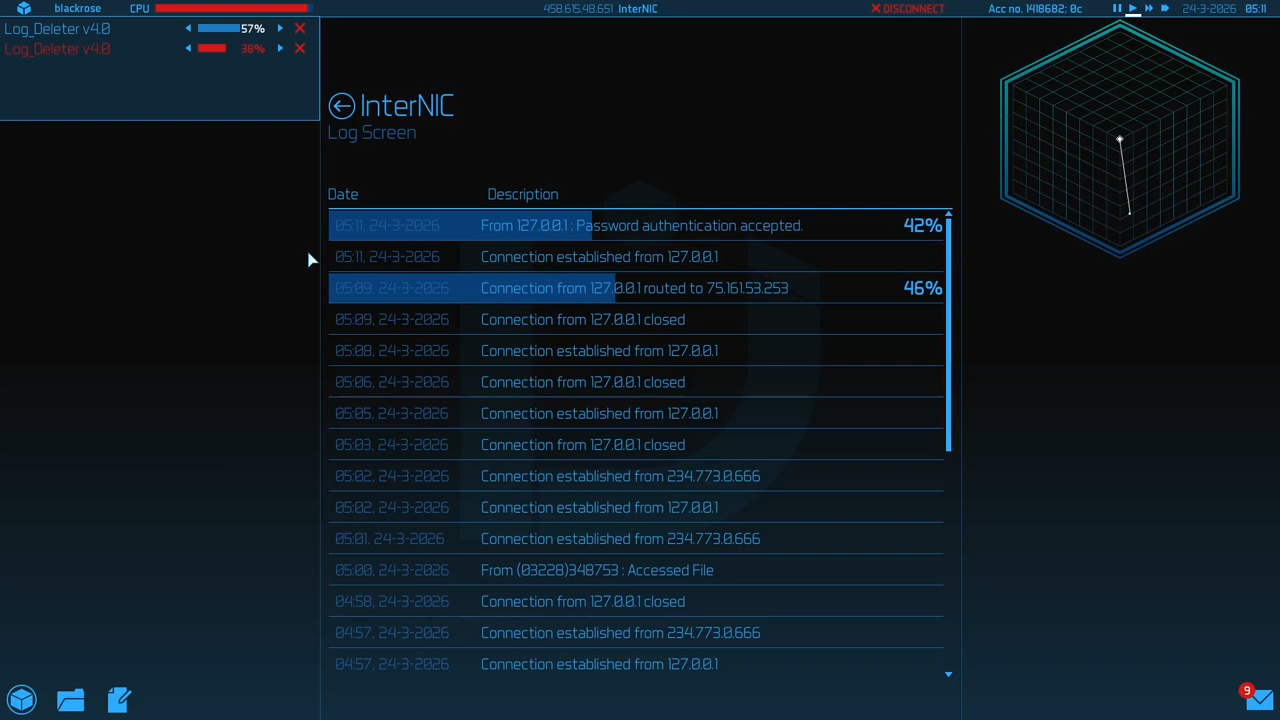 blackrose CPU 458.615.48.651 InterNIC DISCONNECT Acc no. 1418682: 0c 24-3-2026 05:11
Log_Deleter v4.0 57%
Log_Deleter v4.0 38%
InterNIC
Log Screen
Date Description
05:11, 24-3-2026 From 127.0.0.1 : Password authentication accepted. 42%
05:11, 24-3-2026 Connection established from 127.0.0.1
05:09, 24-3-2026 Connection from 127.0.0.1 routed to 75.161.53.253 46%
05:09, 24-3-2026 Connection from 127.0.0.1 closed
05:08, 24-3-2026 Connection established from 127.0.0.1
05:06, 24-3-2026 Connection from 127.0.0.1 closed
05:05, 24-3-2026 Connection established from 127.0.0.1
05:03, 24-3-2026 Connection from 127.0.0.1 closed
05:02, 24-3-2026 Connection established from 234.773.0.666
05:02, 24-3-2026 Connection established from 127.0.0.1
05:01, 24-3-2026 Connection established from 234.773.0.666
05:00, 24-3-2026 From (03228)348753 : Accessed File
04:58, 24-3-2026 Connection from 127.0.0.1 closed
04:57, 24-3-2026 Connection established from 234.773.0.666
04:57, 24-3-2026 Connection established from 127.0.0.1
9